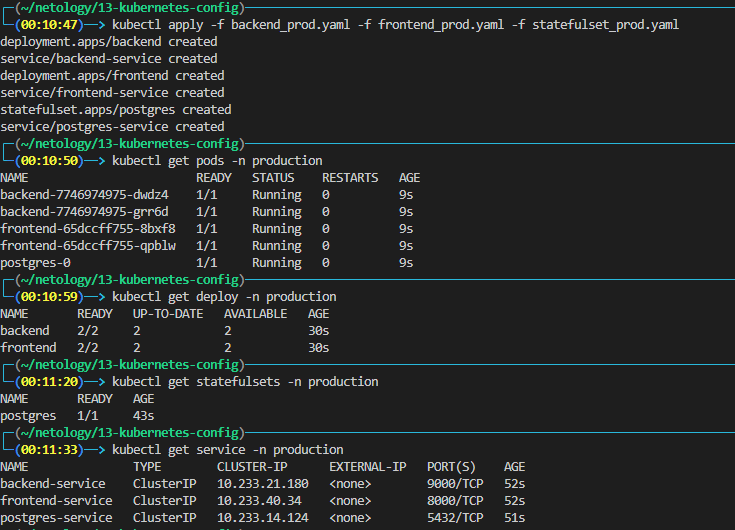 (~/netology/13-kubernetes-config)
(00:10:47)—> kubectl apply -f backend_prod.yaml -f frontend_prod.yaml -f statefulset_prod.yaml
deployment.apps/backend created
service/backend-service created
deployment.apps/frontend created
service/frontend-service created
statefulset.apps/postgres created
service/postgres-service created
(~/netology/13-kubernetes-config)
(00:10:50)—> kubectl get pods -n production
NAME READY STATUS RESTARTS AGE
backend-7746974975-dwdz4 1/1 Running 0 9s
backend-7746974975-grr6d 1/1 Running 0 9s
frontend-65dccff755-8bxf8 1/1 Running 0 9s
frontend-65dccff755-qpblw 1/1 Running 0 9s
postgres-0 1/1 Running 0 9s
(~/netology/13-kubernetes-config)
(00:10:59)—> kubectl get deploy -n production
NAME READY UP-TO-DATE AVAILABLE AGE
backend 2/2 2 2 30s
frontend 2/2 2 2 30s
(~/netology/13-kubernetes-config)
(00:11:20)—> kubectl get statefulsets -n production
NAME READY AGE
postgres 1/1 43s
(~/netology/13-kubernetes-config)
(00:11:33)—> kubectl get service -n production
NAME TYPE CLUSTER-IP EXTERNAL-IP PORT(S) AGE
backend-service ClusterIP 10.233.21.180 <none> 9000/TCP 52s
frontend-service ClusterIP 10.233.40.34 <none> 8000/TCP 52s
postgres-service ClusterIP 10.233.14.124 <none> 5432/TCP 51s